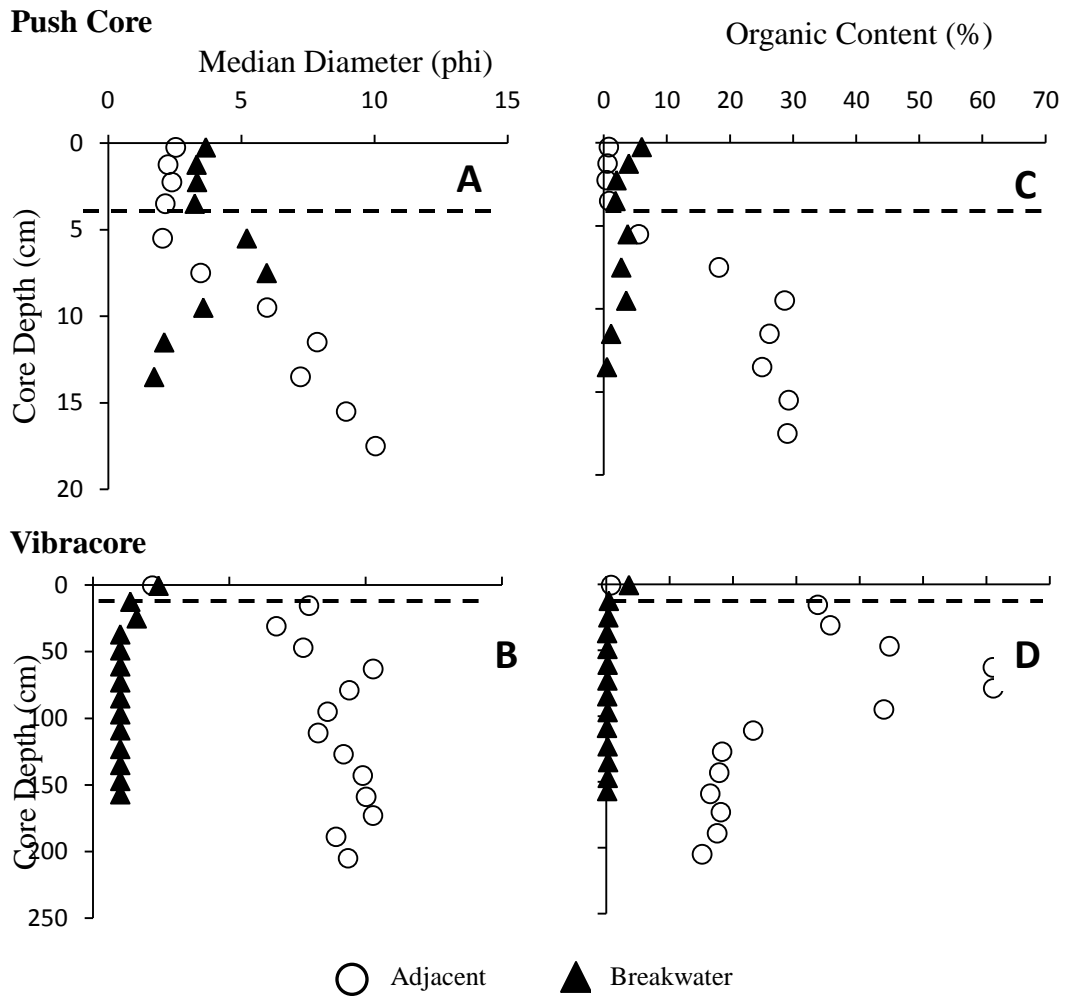 Push Core
Median Diameter (phi)
Organic Content (%)
0 5 10 15
0 10 20 30 40 50 60 70
0
5
10
15
20
Core Depth (cm)
A
C
Vibracore
0
50
100
150
200
250
Core Depth (cm)
B
D
Adjacent
Breakwater